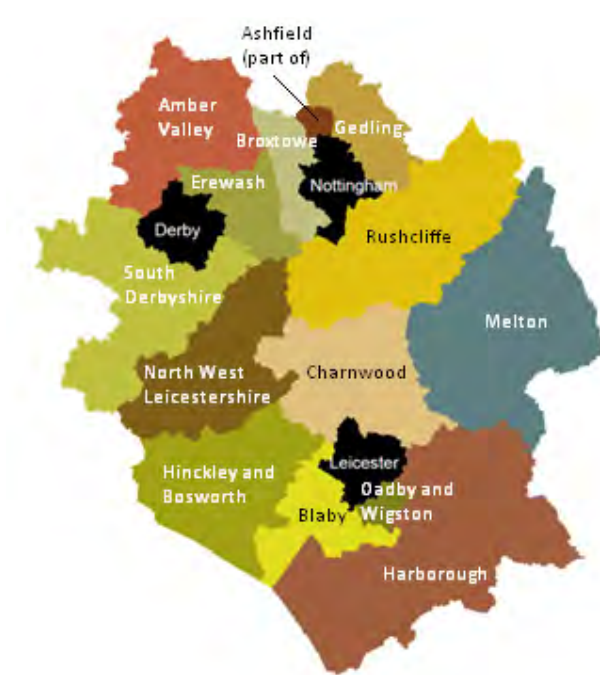 Ashfield
(part of)
Amber
Valley
Broxtowe
Gedling
Erewash
Nottingham
Derby
Rushcliffe
South
Derbyshire
Melton
North West
Leicestershire
Charnwood
Hinckley and
Bosworth
Leicester
Oadby and
Wigston
Blaby
Harborough